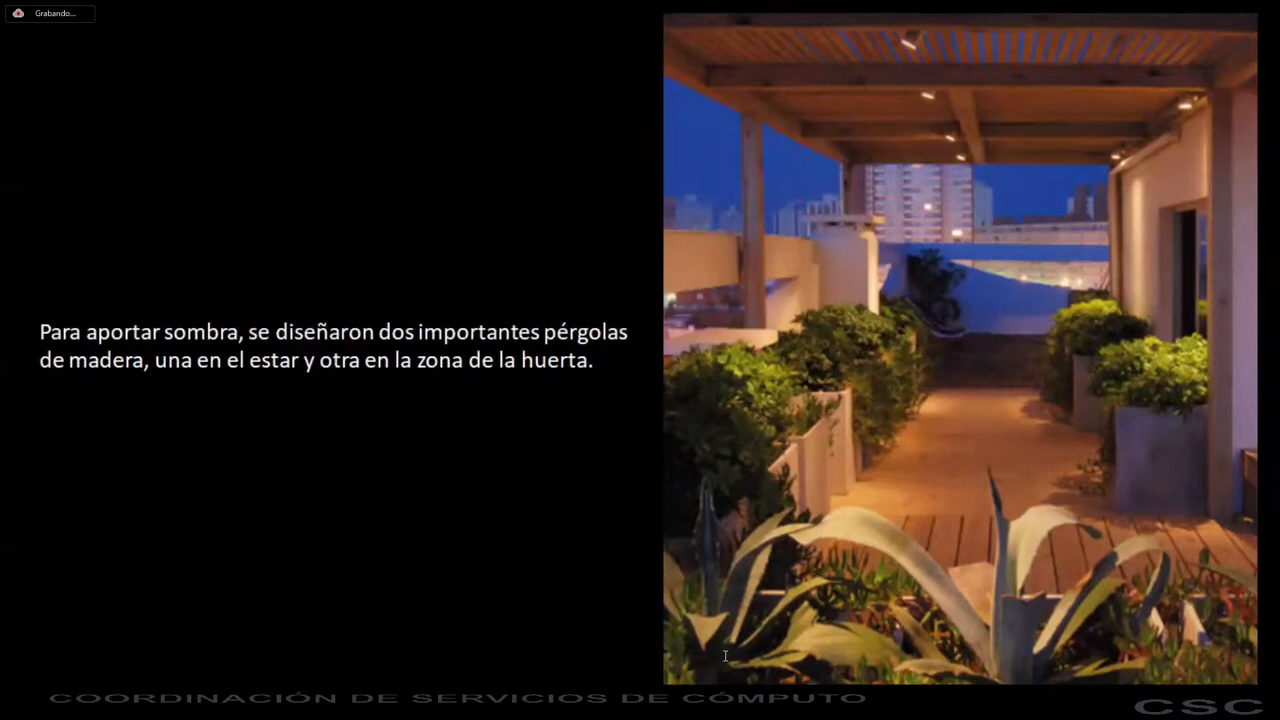 Grabando...
Para aportar sombra, se diseñaron dos importantes pérgolas
de madera, una en el estar y otra en la zona de la huerta.
COORDINACIÓN DE SERVICIOS DE CÓMPUTO
CSC